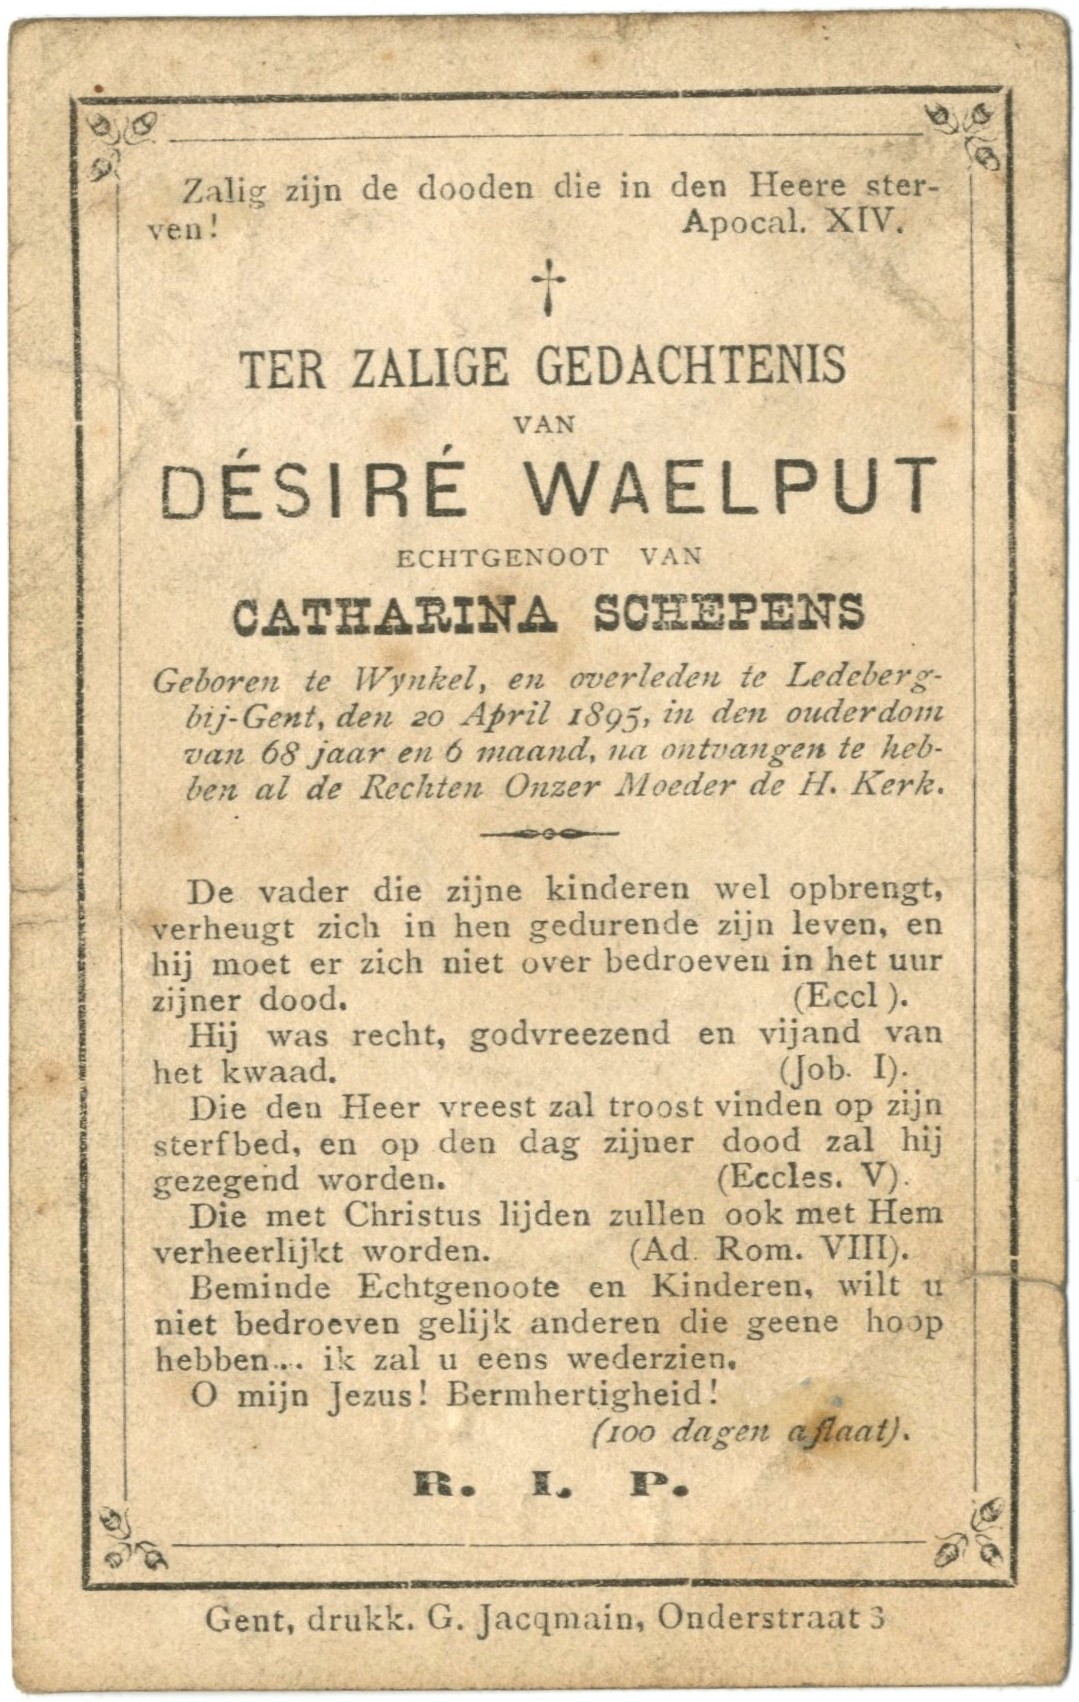 Zalig zijn de dooden die in den Heere ster-
ven! Apocal. XIV.
†
TER ZALIGE GEDACHTENIS
VAN
DÉSIRÉ WAELPUT
ECHTGENOOT VAN
CATHARINA SCHEPENS
Geboren te Wynkel, en overleden te Ledeberg-
bij-Gent, den 20 April 1895, in den ouderdom
van 68 jaar en 6 maand, na ontvangen te heb-
ben al de Rechten Onzer Moeder de H. Kerk.
De vader die zijne kinderen wel opbrengt,
verheugt zich in hen gedurende zijn leven, en
hij moet er zich niet over bedroeven in het uur
zijner dood. (Eccl ).
Hij was recht, godvreezend en vijand van
het kwaad. (Job. I).
Die den Heer vreest zal troost vinden op zijn
sterfbed, en op den dag zijner dood zal hij
gezegend worden. (Eccles. V).
Die met Christus lijden zullen ook met Hem
verheerlijkt worden. (Ad. Rom. VIII).
Beminde Echtgenoote en Kinderen, wilt u
niet bedroeven gelijk anderen die geene hoop
hebben... ik zal u eens wederzien.
O mijn Jezus! Bermhertigheid!
(100 dagen aflaat).
R. I. P.
Gent, drukk. G. Jacqmain, Onderstraat 3